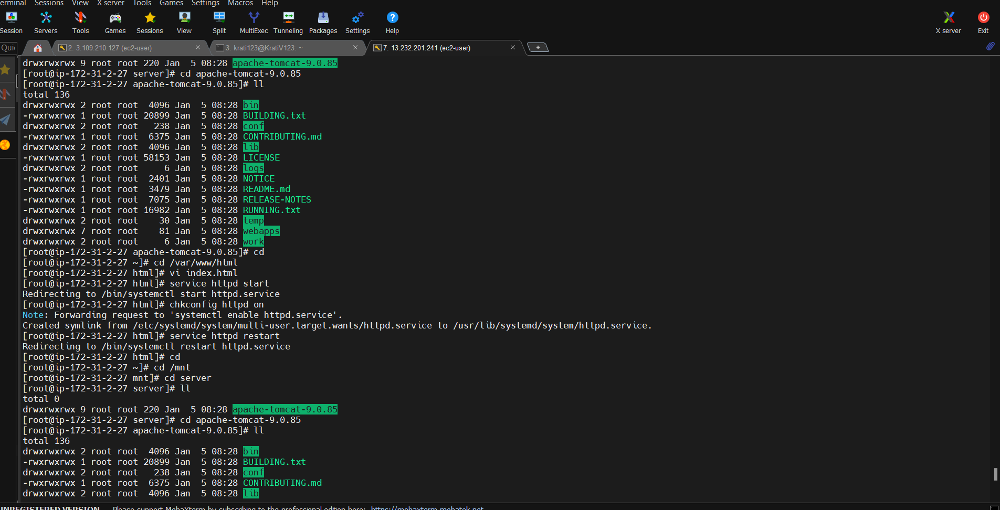 erminal Sessions View X server Tools Games Settings Macros Help
Session Servers Tools Games Sessions View Split MultiExec Tunneling Packages Settings Help X server Exit
Quic 2. 3.109.210.127 (ec2-user) 3. krati123@KratiV123: ~ 7. 13.232.201.241 (ec2-user)
drwxrwxrwx 9 root root 220 Jan  5 08:28 apache-tomcat-9.0.85
[root@ip-172-31-2-27 server]# cd apache-tomcat-9.0.85
[root@ip-172-31-2-27 apache-tomcat-9.0.85]# ll
total 136
drwxrwxrwx 2 root root  4096 Jan  5 08:28 bin
-rwxrwxrwx 1 root root 20899 Jan  5 08:28 BUILDING.txt
drwxrwxrwx 2 root root   238 Jan  5 08:28 conf
-rwxrwxrwx 1 root root  6375 Jan  5 08:28 CONTRIBUTING.md
drwxrwxrwx 2 root root  4096 Jan  5 08:28 lib
-rwxrwxrwx 1 root root 58153 Jan  5 08:28 LICENSE
drwxrwxrwx 2 root root     6 Jan  5 08:28 logs
-rwxrwxrwx 1 root root  2401 Jan  5 08:28 NOTICE
-rwxrwxrwx 1 root root  3479 Jan  5 08:28 README.md
-rwxrwxrwx 1 root root  7075 Jan  5 08:28 RELEASE-NOTES
-rwxrwxrwx 1 root root 16982 Jan  5 08:28 RUNNING.txt
drwxrwxrwx 2 root root    30 Jan  5 08:28 temp
drwxrwxrwx 7 root root    81 Jan  5 08:28 webapps
drwxrwxrwx 2 root root     6 Jan  5 08:28 work
[root@ip-172-31-2-27 apache-tomcat-9.0.85]# cd
[root@ip-172-31-2-27 ~]# cd /var/www/html
[root@ip-172-31-2-27 html]# vi index.html
[root@ip-172-31-2-27 html]# service httpd start
Redirecting to /bin/systemctl start httpd.service
[root@ip-172-31-2-27 html]# chkconfig httpd on
Note: Forwarding request to 'systemctl enable httpd.service'.
Created symlink from /etc/systemd/system/multi-user.target.wants/httpd.service to /usr/lib/systemd/system/httpd.service.
[root@ip-172-31-2-27 html]# service httpd restart
Redirecting to /bin/systemctl restart httpd.service
[root@ip-172-31-2-27 html]# cd
[root@ip-172-31-2-27 ~]# cd /mnt
[root@ip-172-31-2-27 mnt]# cd server
[root@ip-172-31-2-27 server]# ll
total 0
drwxrwxrwx 9 root root 220 Jan  5 08:28 apache-tomcat-9.0.85
[root@ip-172-31-2-27 server]# cd apache-tomcat-9.0.85
[root@ip-172-31-2-27 apache-tomcat-9.0.85]# ll
total 136
drwxrwxrwx 2 root root  4096 Jan  5 08:28 bin
-rwxrwxrwx 1 root root 20899 Jan  5 08:28 BUILDING.txt
drwxrwxrwx 2 root root   238 Jan  5 08:28 conf
-rwxrwxrwx 1 root root  6375 Jan  5 08:28 CONTRIBUTING.md
drwxrwxrwx 2 root root  4096 Jan  5 08:28 lib
UNREGISTERED VERSION - Please support MobaXterm by subscribing to the professional edition here: https://mobaxterm.mobatek.net